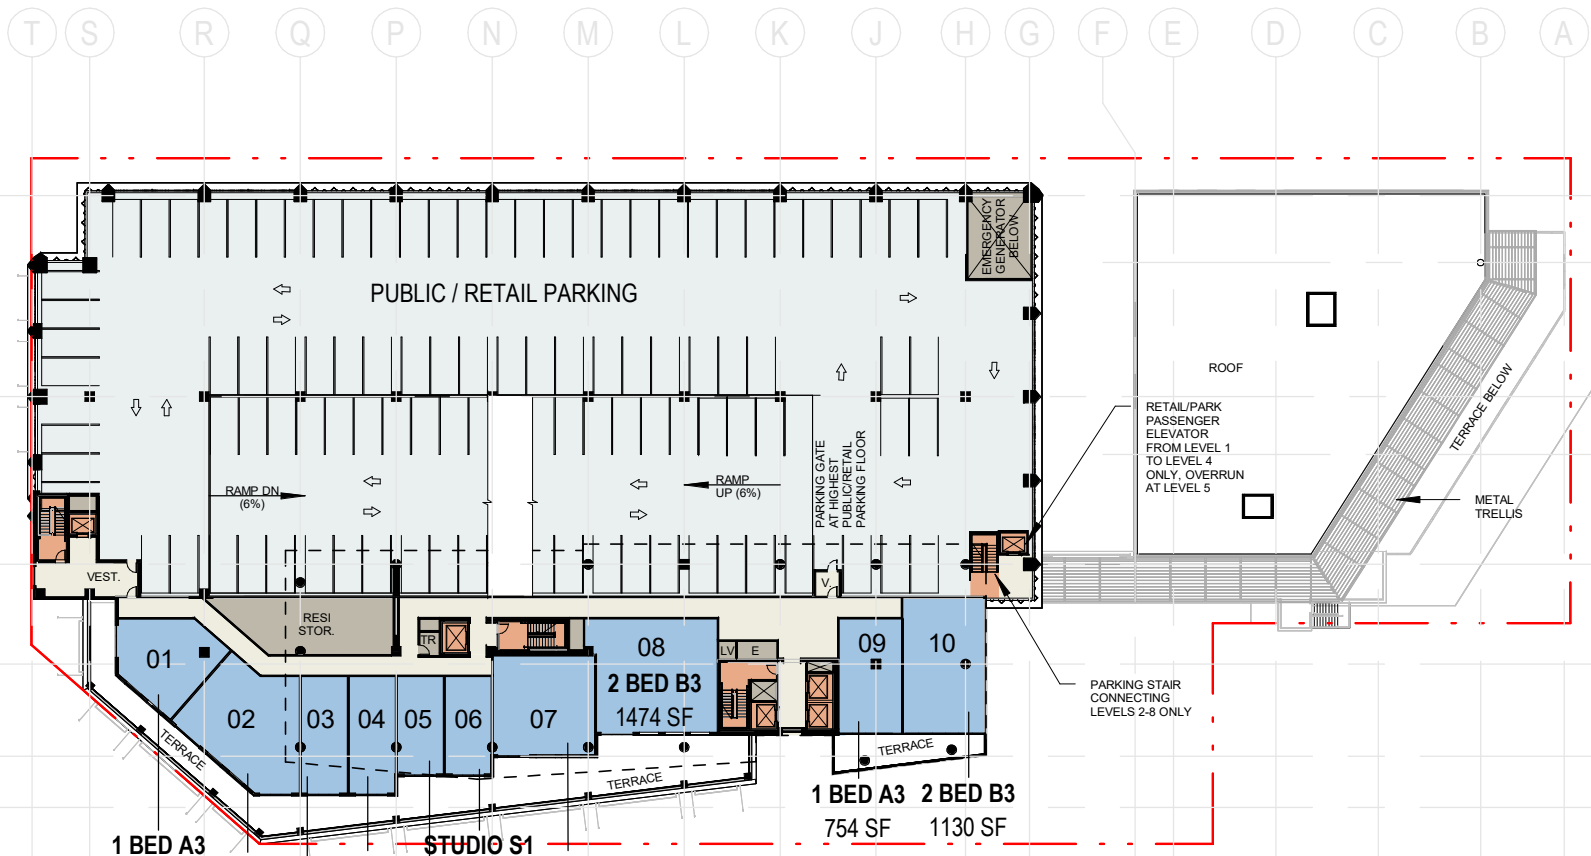 T S R Q P N M L K J H G F E D C B A
EMERGENCY
GENERATOR
BELOW
PUBLIC / RETAIL PARKING
ROOF
RETAIL/PARK
PASSENGER
ELEVATOR
FROM LEVEL 1
TO LEVEL 4
ONLY, OVERRUN
AT LEVEL 5
TERRACE BELOW
METAL
TRELLIS
PARKING GATE
AT HIGHEST
PUBLIC/RETAIL
PARKING FLOOR
RAMP DN
(6%)
RAMP
UP (6%)
VEST.
V.
RESI
STOR.
TR
LV
E
PARKING STAIR
CONNECTING
LEVELS 2-8 ONLY
01
02
03
04
05
06
07
08
2 BED B3
1474 SF
09
10
TERRACE
TERRACE
TERRACE
1 BED A3
754 SF
2 BED B3
1130 SF
1 BED A3
STUDIO S1